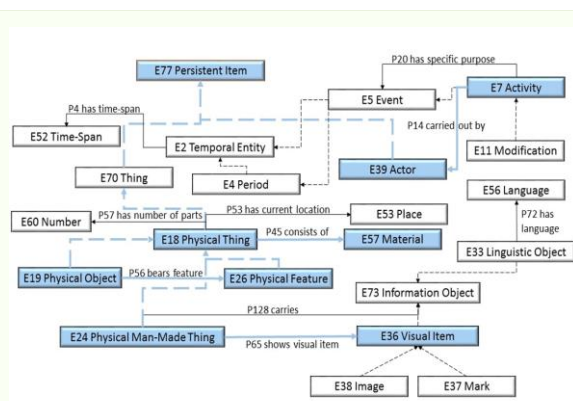 P20 has specific purpose
E77 Persistent Item
E7 Activity
E5 Event
P4 has time-span
P14 carried out by
E52 Time-Span
E2 Temporal Entity
E11 Modification
E39 Actor
E70 Thing
E4 Period
E56 Language
P57 has number of parts
P53 has current location
E60 Number
E53 Place
P72 has
language
E18 Physical Thing
P45 consists of
E57 Material
E33 Linguistic Object
E19 Physical Object
P56 bears feature
E26 Physical Feature
E73 Information Object
P128 carries
E24 Physical Man-Made Thing
E36 Visual Item
P65 shows visual item
E38 Image
E37 Mark